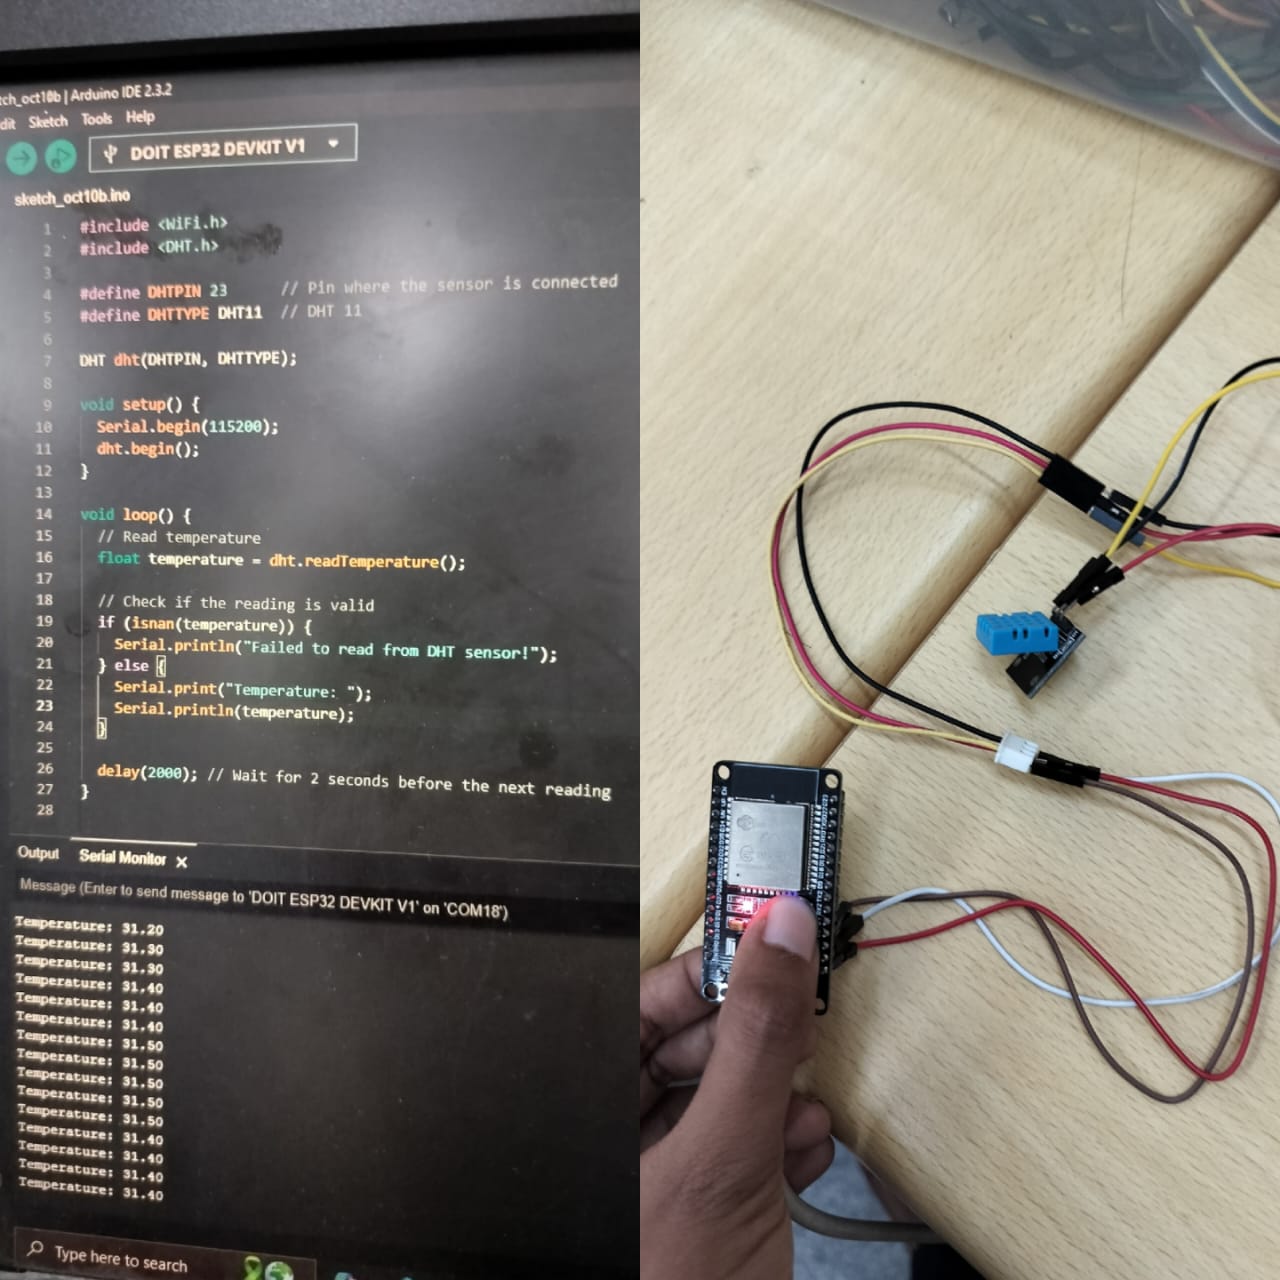 tch_oct10b | Arduino IDE 2.3.2
dit Sketch Tools Help
DOIT ESP32 DEVKIT V1
sketch_oct10b.ino
1 #include <WiFi.h>
2 #include <DHT.h>
3
4 #define DHTPIN 23 // Pin where the sensor is connected
5 #define DHTTYPE DHT11 // DHT 11
6
7 DHT dht(DHTPIN, DHTTYPE);
8
9 void setup() {
10 Serial.begin(115200);
11 dht.begin();
12 }
13
14 void loop() {
15 // Read temperature
16 float temperature = dht.readTemperature();
17
18 // Check if the reading is valid
19 if (isnan(temperature)) {
20 Serial.println("Failed to read from DHT sensor!");
21 } else {
22 Serial.print("Temperature: ");
23 Serial.println(temperature);
24 }
25
26 delay(2000); // Wait for 2 seconds before the next reading
27 }
28
Output Serial Monitor x
Message (Enter to send message to 'DOIT ESP32 DEVKIT V1' on 'COM18')
Temperature: 31.20
Temperature: 31.30
Temperature: 31.30
Temperature: 31.40
Temperature: 31.40
Temperature: 31.40
Temperature: 31.50
Temperature: 31.50
Temperature: 31.50
Temperature: 31.50
Temperature: 31.50
Temperature: 31.40
Temperature: 31.40
Temperature: 31.40
Temperature: 31.40
Type here to search